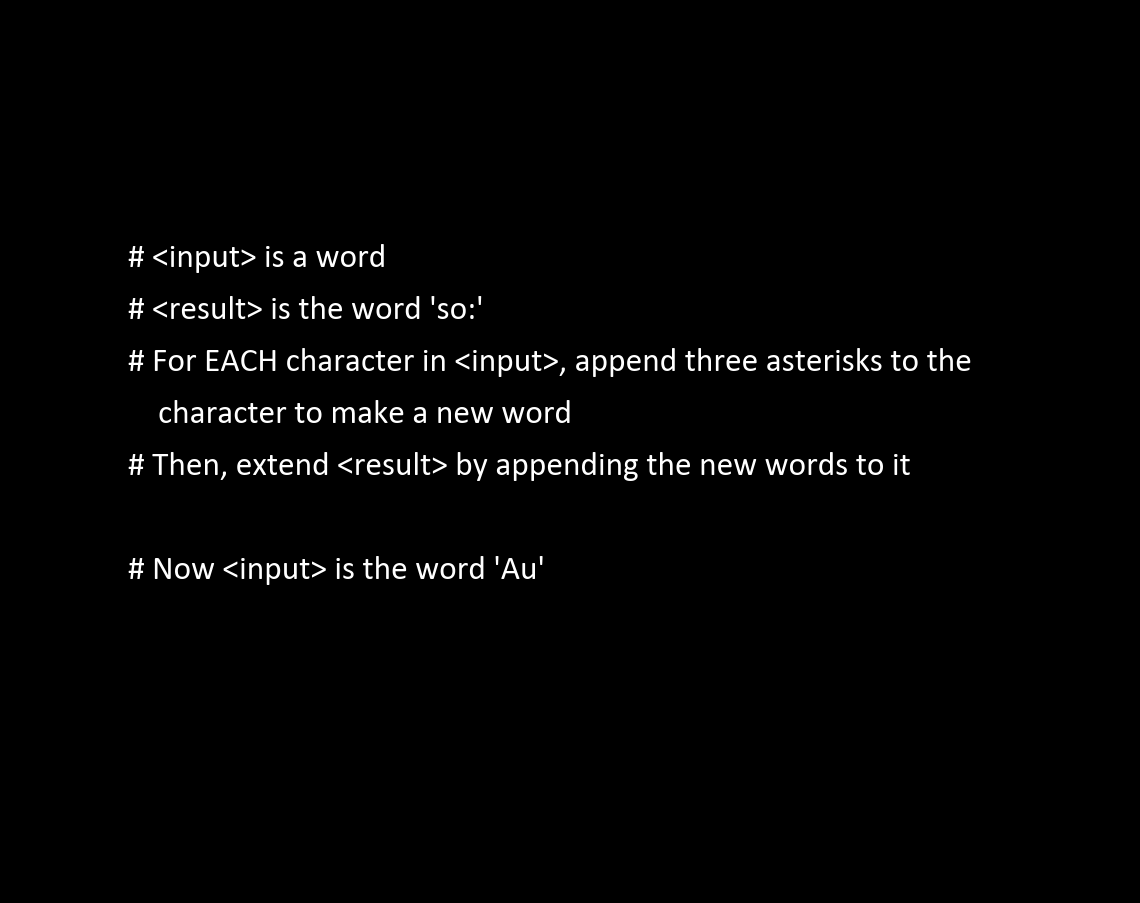 # <input> is a word
# <result> is the word 'so:'
# For EACH character in <input>, append three asterisks to the
character to make a new word
# Then, extend <result> by appending the new words to it
# Now <input> is the word 'Au'